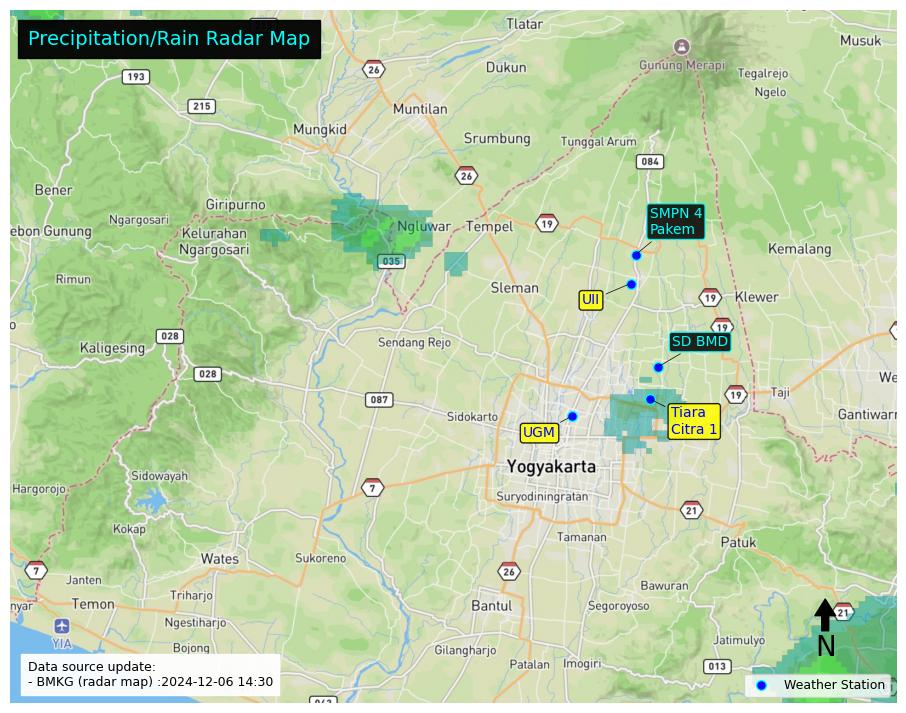 Precipitation/Rain Radar Map
Tlatar
Musuk
26
Gunung Merapi
Dukun
Tegalrejo
193
Ngelo
215
Muntilan
Mungkid
Srumbung
Tunggal Arum
084
26
Bener
Giripurno
SMPN 4
Pakem
Ngargosari
Ngluwar
Tempel
19
ebon Gunung
Kelurahan
Ngargosari
Kemalang
035
Rimun
Sleman
UII
19
Klewer
19
028
Kaligesing
Sendang Rejo
SD BMD
028
We
087
19
Taji
Sidokarto
Tiara
Citra 1
Gantiwarn
UGM
Yogyakarta
Sidowayah
Hargorojo
7
Suryodiningratan
21
Kokap
Tamanan
Patuk
Wates
Sukoreno
7
26
Janten
Bawuran
Triharjo
nyar
Temon
Bantul
Segoroyoso
21
Ngestiharjo
YIA
N
Jatimulyo
Bojong
Gilangharjo
Patalan
Imogiri
013
Data source update:
- BMKG (radar map) :2024-12-06 14:30
Weather Station